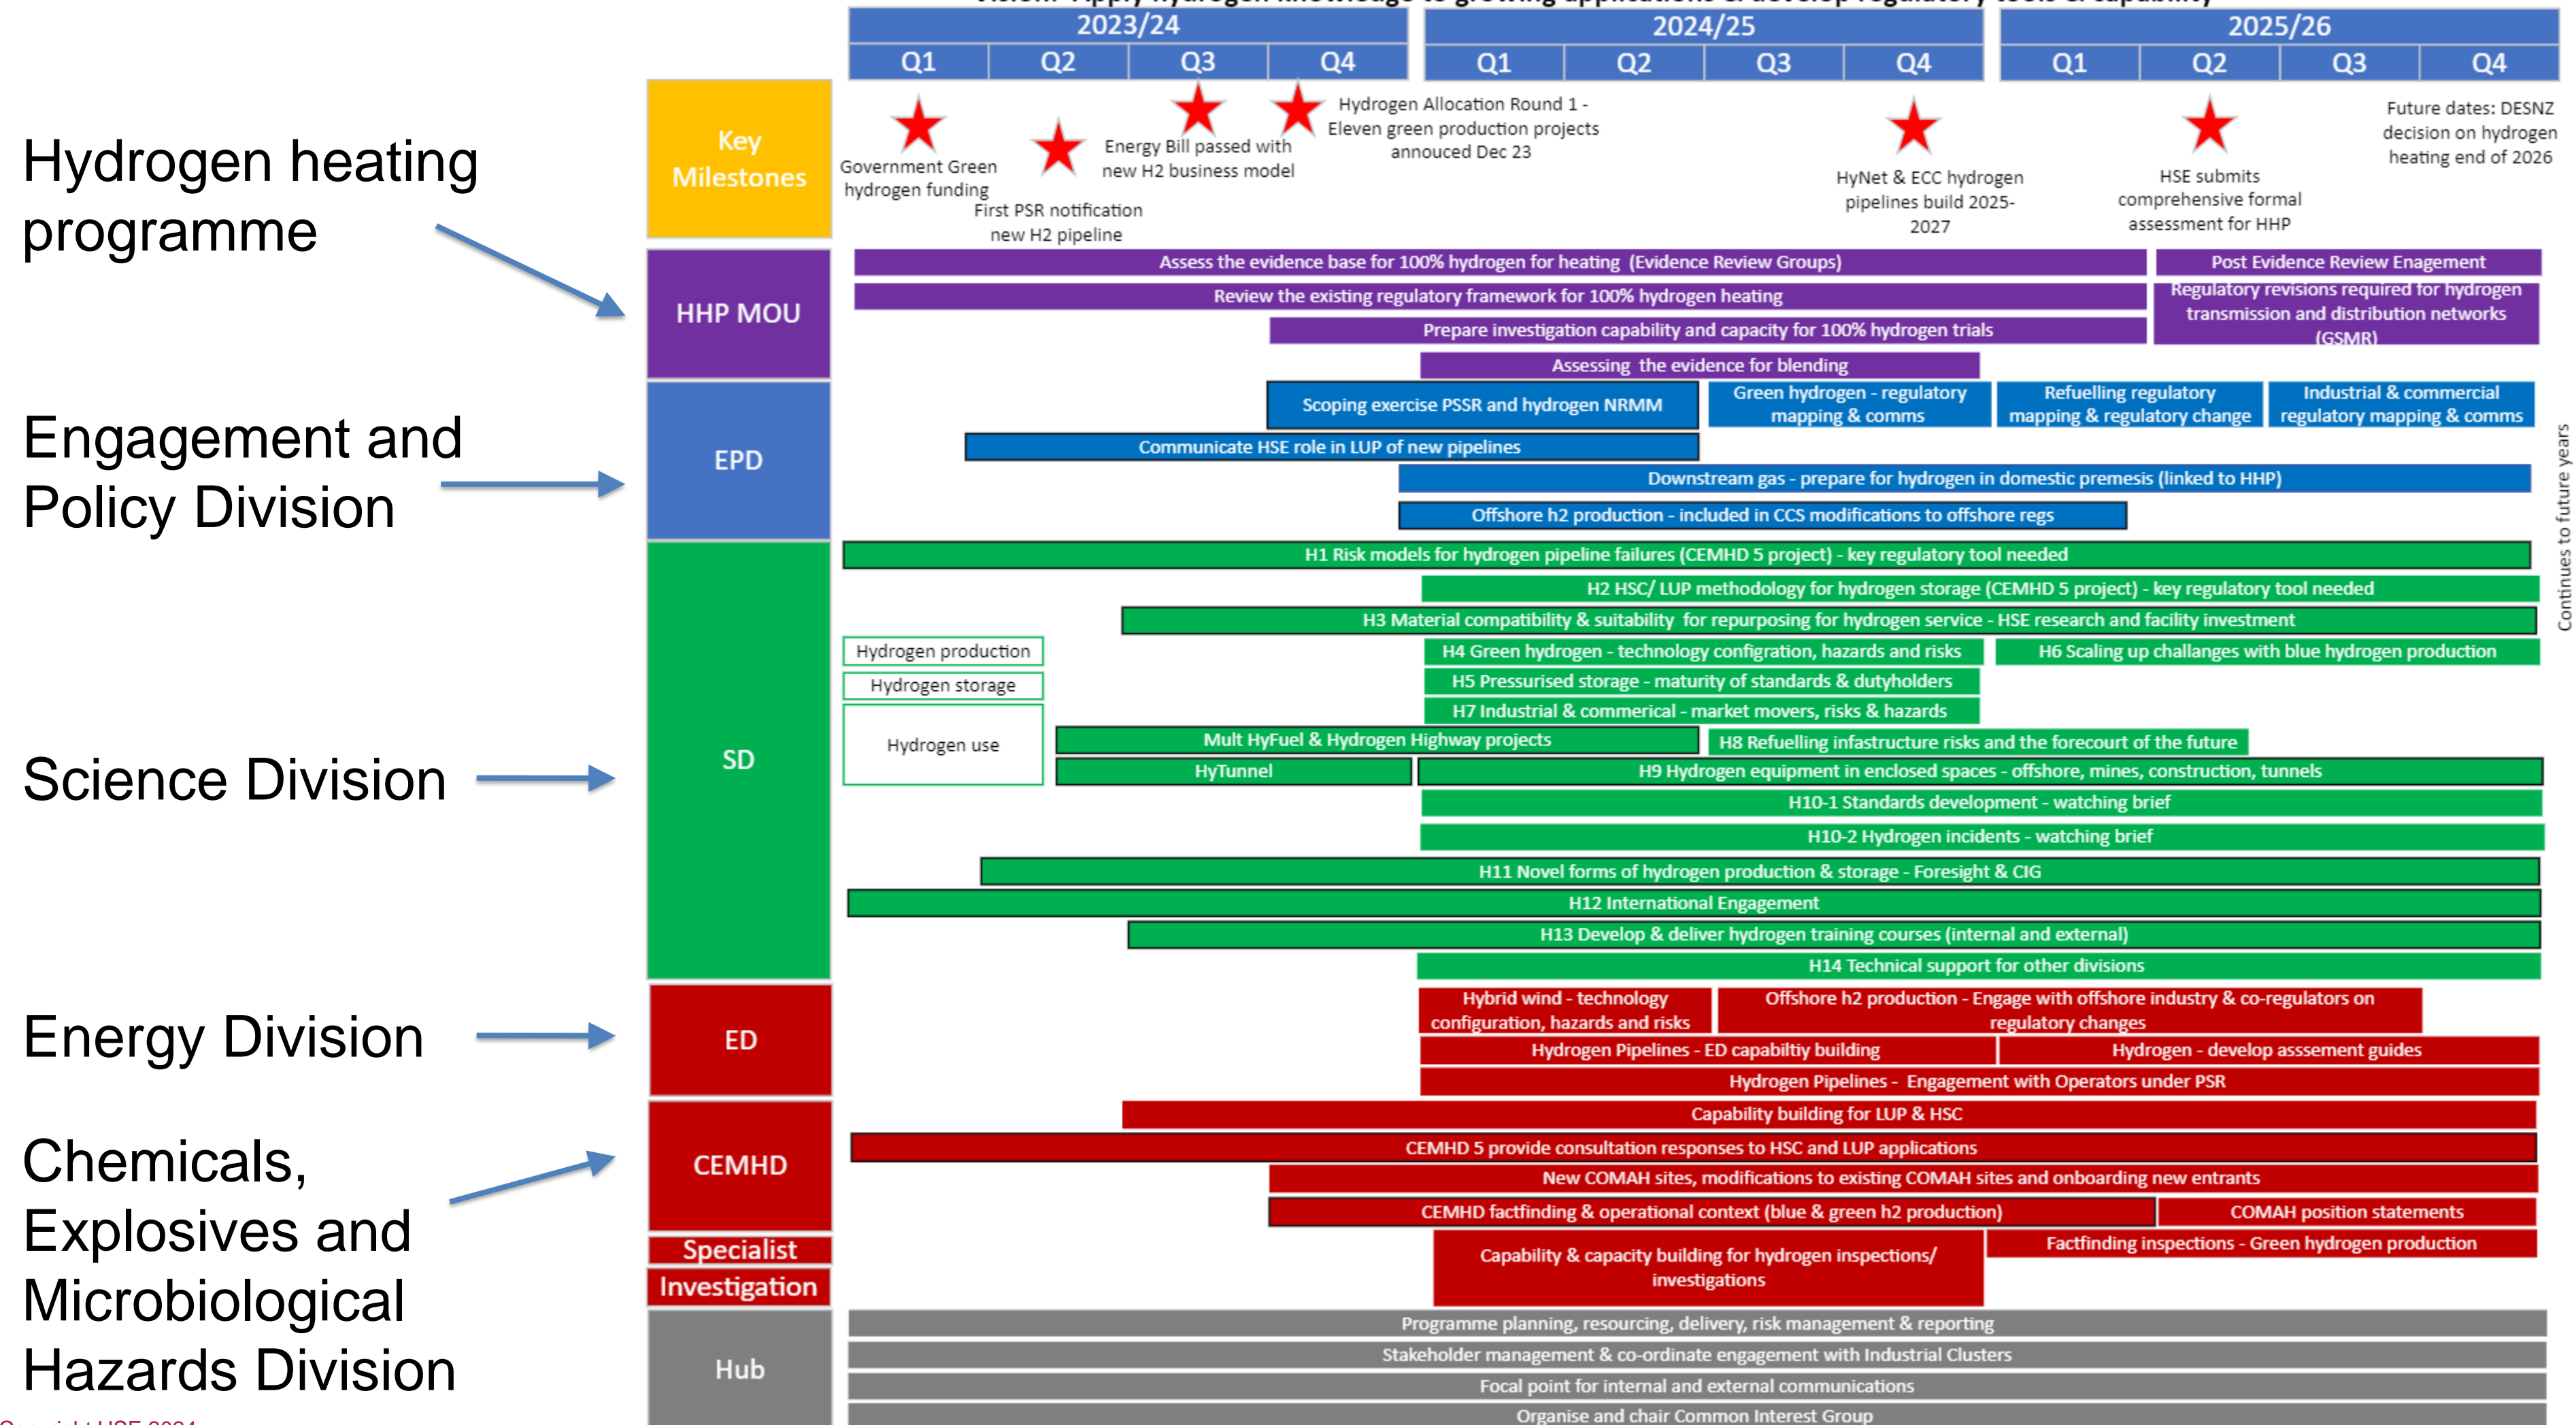 Vision: Apply hydrogen knowledge to growing applications & develop regulatory tools & capability
2023/24
2024/25
2025/26
Q1
Q2
Q3
Q4
Q1
Q2
Q3
Q4
Q1
Q2
Q3
Q4
Hydrogen heating
programme
Key
Milestones
Government Green
hydrogen funding
First PSR notification
new H2 pipeline
Energy Bill passed with
new H2 business model
Hydrogen Allocation Round 1 -
Eleven green production projects
annouced Dec 23
HyNet & ECC hydrogen
pipelines build 2025-
2027
HSE submits
comprehensive formal
assessment for HHP
Future dates: DESNZ
decision on hydrogen
heating end of 2026
HHP MOU
Assess the evidence base for 100% hydrogen for heating (Evidence Review Groups)
Post Evidence Review Enagement
Review the existing regulatory framework for 100% hydrogen heating
Regulatory revisions required for hydrogen
transmission and distribution networks
(GSMR)
Prepare investigation capability and capacity for 100% hydrogen trials
Assessing the evidence for blending
Engagement and
Policy Division
EPD
Scoping exercise PSSR and hydrogen NRMM
Green hydrogen - regulatory
mapping & comms
Refuelling regulatory
mapping & regulatory change
Industrial & commercial
regulatory mapping & comms
Communicate HSE role in LUP of new pipelines
Downstream gas - prepare for hydrogen in domestic premesis (linked to HHP)
Offshore h2 production - included in CCS modifications to offshore regs
Continues to future years
Science Division
SD
H1 Risk models for hydrogen pipeline failures (CEMHD 5 project) - key regulatory tool needed
H2 HSC/ LUP methodology for hydrogen storage (CEMHD 5 project) - key regulatory tool needed
H3 Material compatibility & suitability for repurposing for hydrogen service - HSE research and facility investment
Hydrogen production
H4 Green hydrogen - technology configration, hazards and risks
H6 Scaling up challanges with blue hydrogen production
Hydrogen storage
H5 Pressurised storage - maturity of standards & dutyholders
Hydrogen use
H7 Industrial & commerical - market movers, risks & hazards
Mult HyFuel & Hydrogen Highway projects
H8 Refuelling infastructure risks and the forecourt of the future
HyTunnel
H9 Hydrogen equipment in enclosed spaces - offshore, mines, construction, tunnels
H10-1 Standards development - watching brief
H10-2 Hydrogen incidents - watching brief
H11 Novel forms of hydrogen production & storage - Foresight & CIG
H12 International Engagement
H13 Develop & deliver hydrogen training courses (internal and external)
H14 Technical support for other divisions
Energy Division
ED
Hybrid wind - technology
configuration, hazards and risks
Offshore h2 production - Engage with offshore industry & co-regulators on
regulatory changes
Hydrogen Pipelines - ED capabiltiy building
Hydrogen - develop asssement guides
Hydrogen Pipelines - Engagement with Operators under PSR
Chemicals,
Explosives and
Microbiological
Hazards Division
CEMHD
Capability building for LUP & HSC
CEMHD 5 provide consultation responses to HSC and LUP applications
New COMAH sites, modifications to existing COMAH sites and onboarding new entrants
CEMHD factfinding & operational context (blue & green h2 production)
COMAH position statements
Specialist
Investigation
Capability & capacity building for hydrogen inspections/
investigations
Factfinding inspections - Green hydrogen production
Hub
Programme planning, resourcing, delivery, risk management & reporting
Stakeholder management & co-ordinate engagement with Industrial Clusters
Focal point for internal and external communications
Organise and chair Common Interest Group
Copyright HSE 2024